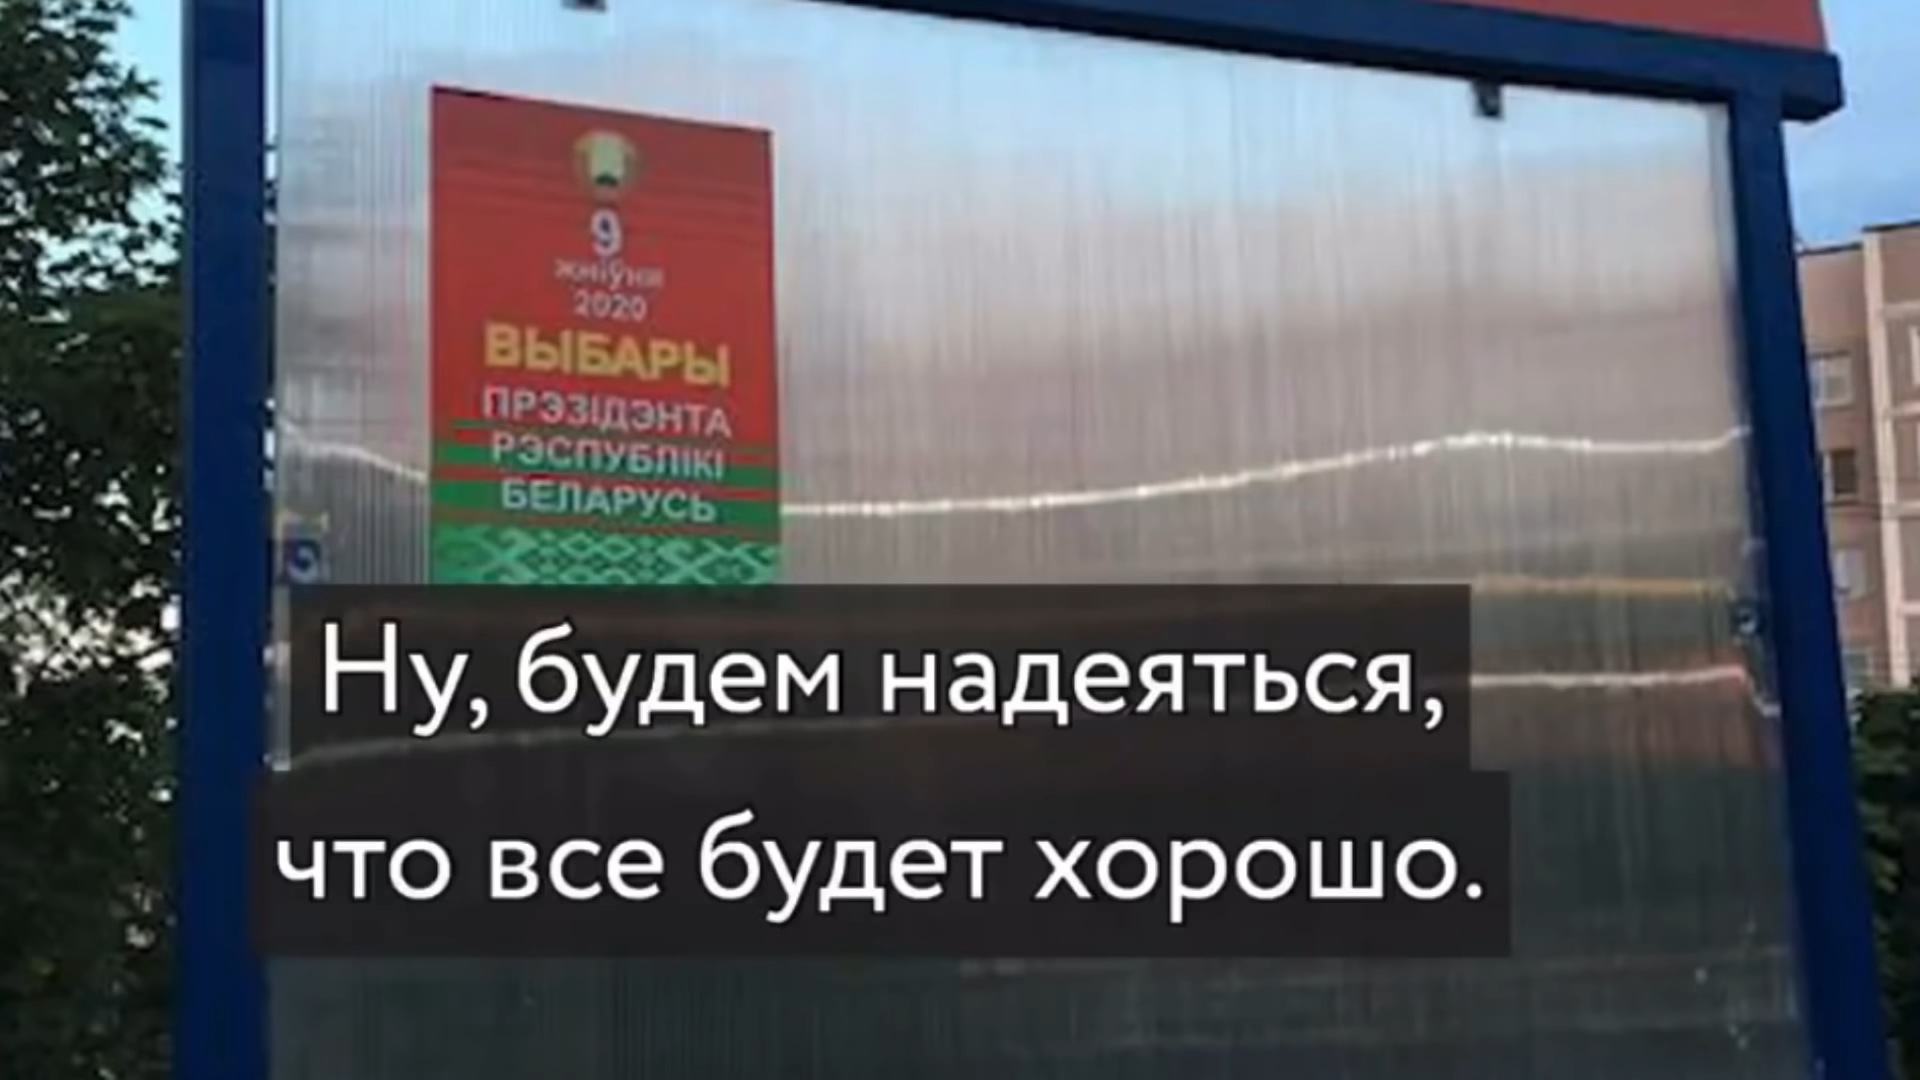 9
жніўня
2020
ВЫБАРЫ
ПРЭЗІДЭНТА
РЭСПУБЛІКІ
БЕЛАРУСЬ
Ну, будем надеяться,
что все будет хорошо.